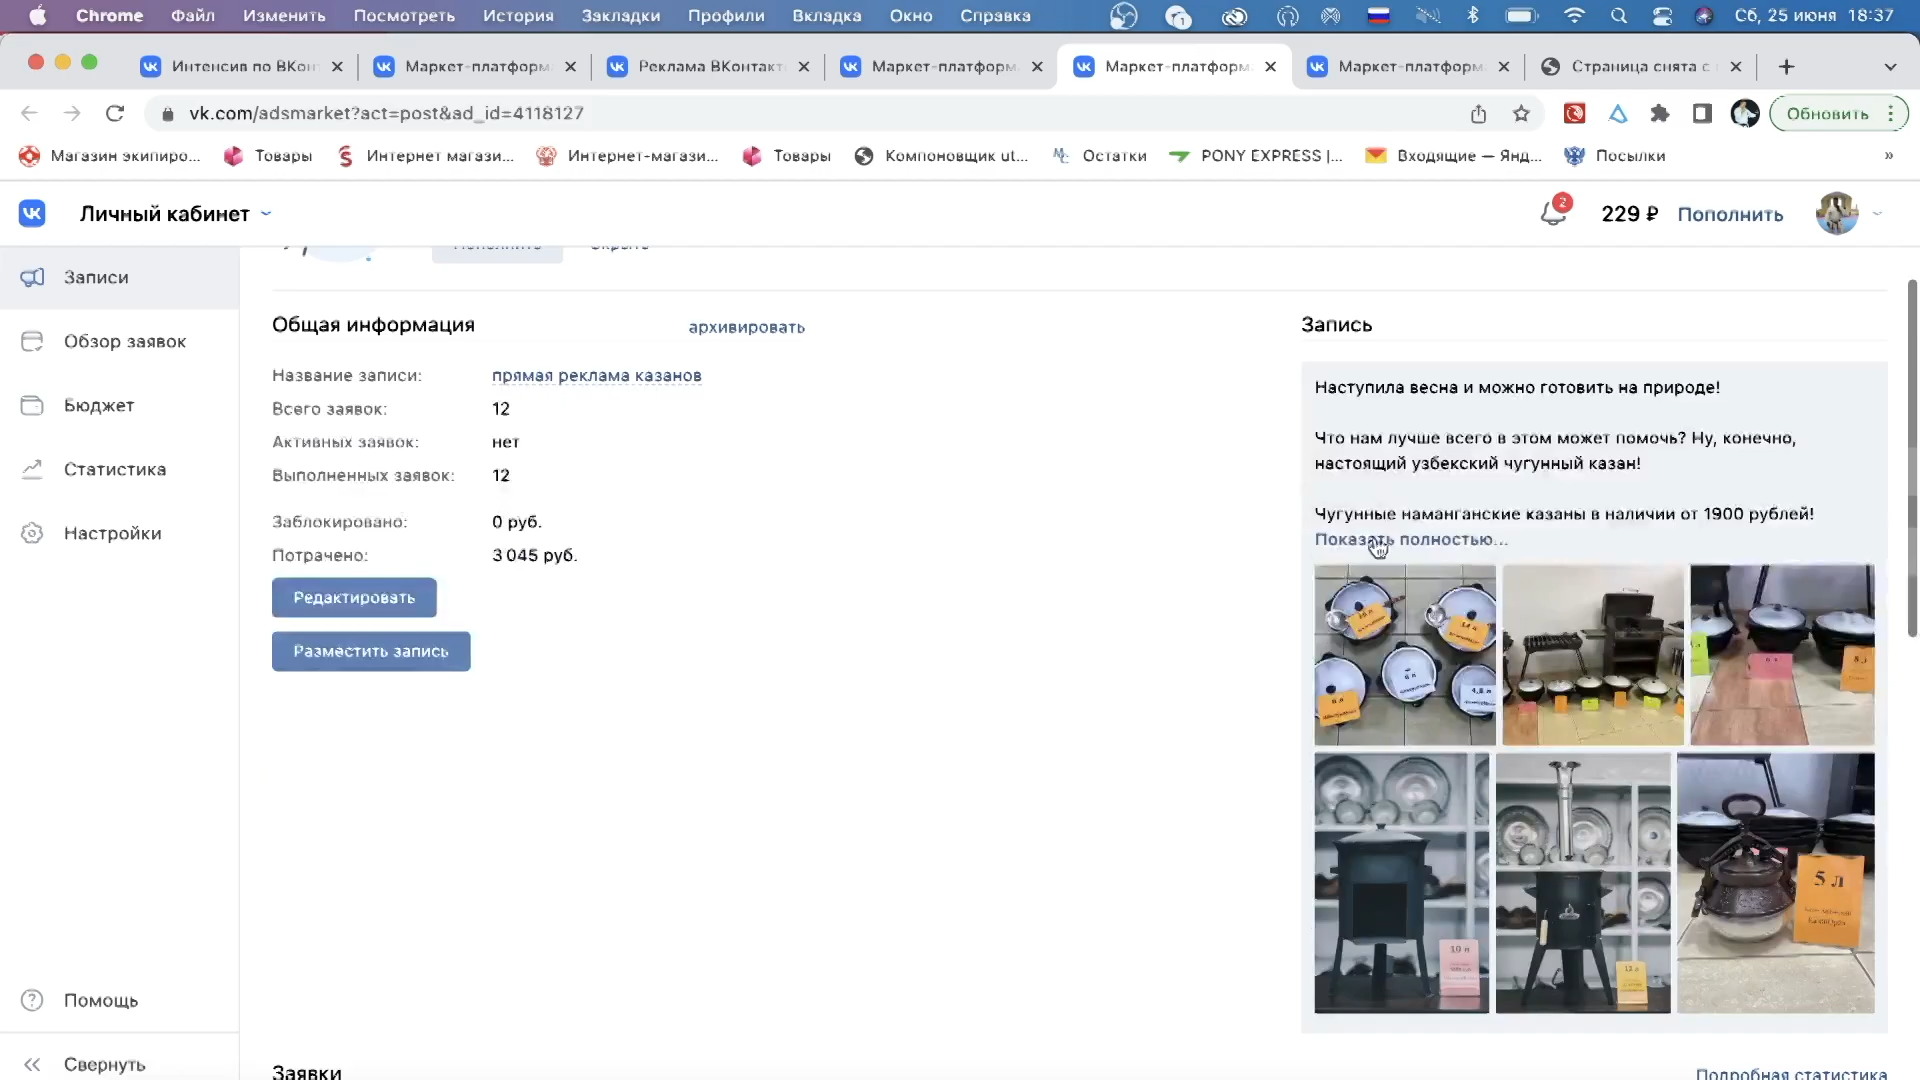 Chrome Файл Изменить Посмотреть История Закладки Профили Вкладка Окно Справка Сб, 25 июня 18:37
Интенсив по ВКон Маркет-платформ Реклама ВКонтакт Маркет-платформ Маркет-платформ Маркет-платформ Страница снята с
vk.com/adsmarket?act=post&ad_id=4118127 Обновить
Магазин экипиро... Товары Интернет магази... Интернет-магази... Товары Компоновщик ut... Остатки PONY EXPRESS |... Входящие — Янд... Посылки »
Личный кабинет 2 229 ₽ Пополнить
Записи
Обзор заявок
Бюджет
Статистика
Настройки
Помощь
Свернуть
Общая информация архивировать
Название записи: прямая реклама казанов
Всего заявок: 12
Активных заявок: нет
Выполненных заявок: 12
Заблокировано: 0 руб.
Потрачено: 3 045 руб.
Редактировать
Разместить запись
Запись
Наступила весна и можно готовить на природе!
Что нам лучше всего в этом может помочь? Ну, конечно,
настоящий узбекский чугунный казан!
Чугунные наманганские казаны в наличии от 1900 рублей!
Показать полностью...
10 л
12 л
5 л
Заявки Подробная статистика